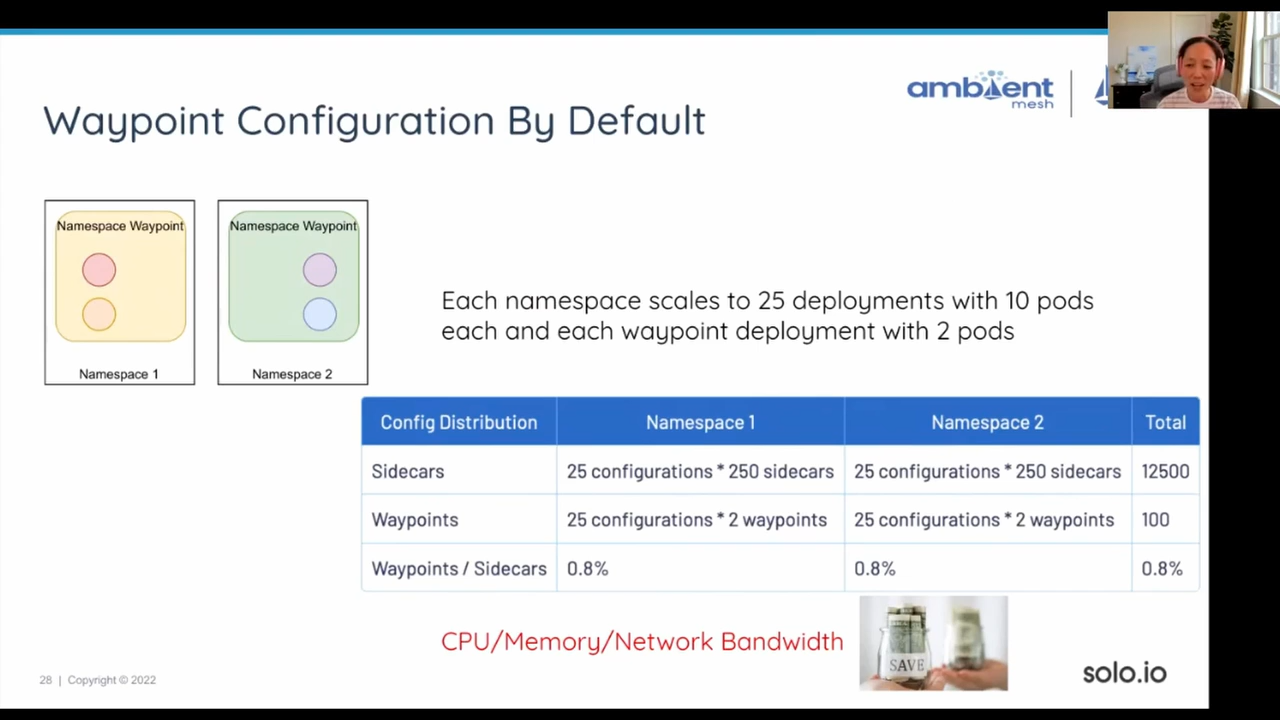 ambient
mesh
Waypoint Configuration By Default
Namespace Waypoint
Namespace 1
Namespace Waypoint
Namespace 2
Each namespace scales to 25 deployments with 10 pods
each and each waypoint deployment with 2 pods
Config Distribution Namespace 1 Namespace 2 Total
Sidecars 25 configurations * 250 sidecars 25 configurations * 250 sidecars 12500
Waypoints 25 configurations * 2 waypoints 25 configurations * 2 waypoints 100
Waypoints / Sidecars 0.8% 0.8% 0.8%
CPU/Memory/Network Bandwidth
SAVE
28 | Copyright © 2022
solo.io